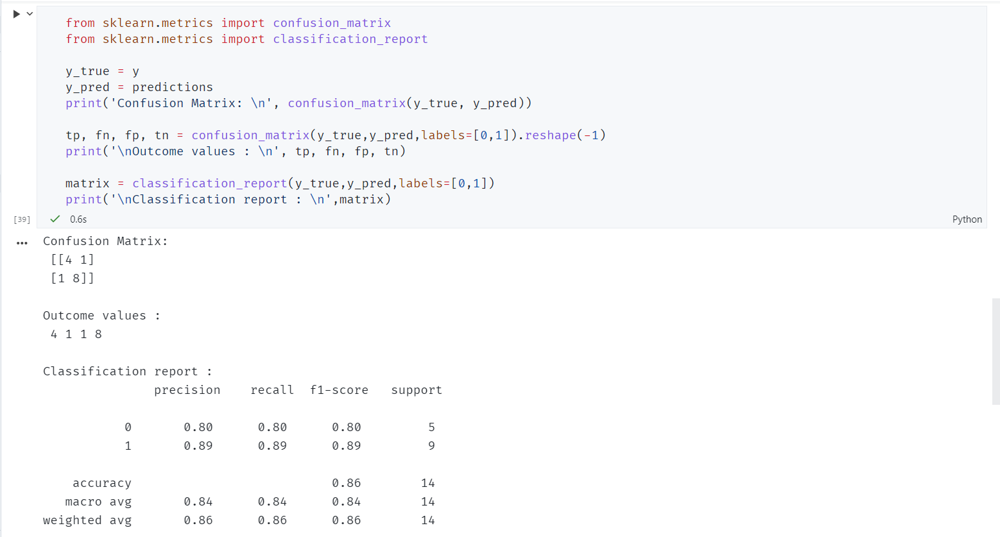 from sklearn.metrics import confusion_matrix
from sklearn.metrics import classification_report
y_true = y
y_pred = predictions
print('Confusion Matrix: \n', confusion_matrix(y_true, y_pred))
tp, fn, fp, tn = confusion_matrix(y_true,y_pred,labels=[0,1]).reshape(-1)
print('\nOutcome values : \n', tp, fn, fp, tn)
matrix = classification_report(y_true,y_pred,labels=[0,1])
print('\nClassification report : \n',matrix)
[39] 0.6s Python
Confusion Matrix:
[[4 1]
[1 8]]
Outcome values :
4 1 1 8
Classification report :
precision recall f1-score support
0 0.80 0.80 0.80 5
1 0.89 0.89 0.89 9
accuracy 0.86 14
macro avg 0.84 0.84 0.84 14
weighted avg 0.86 0.86 0.86 14